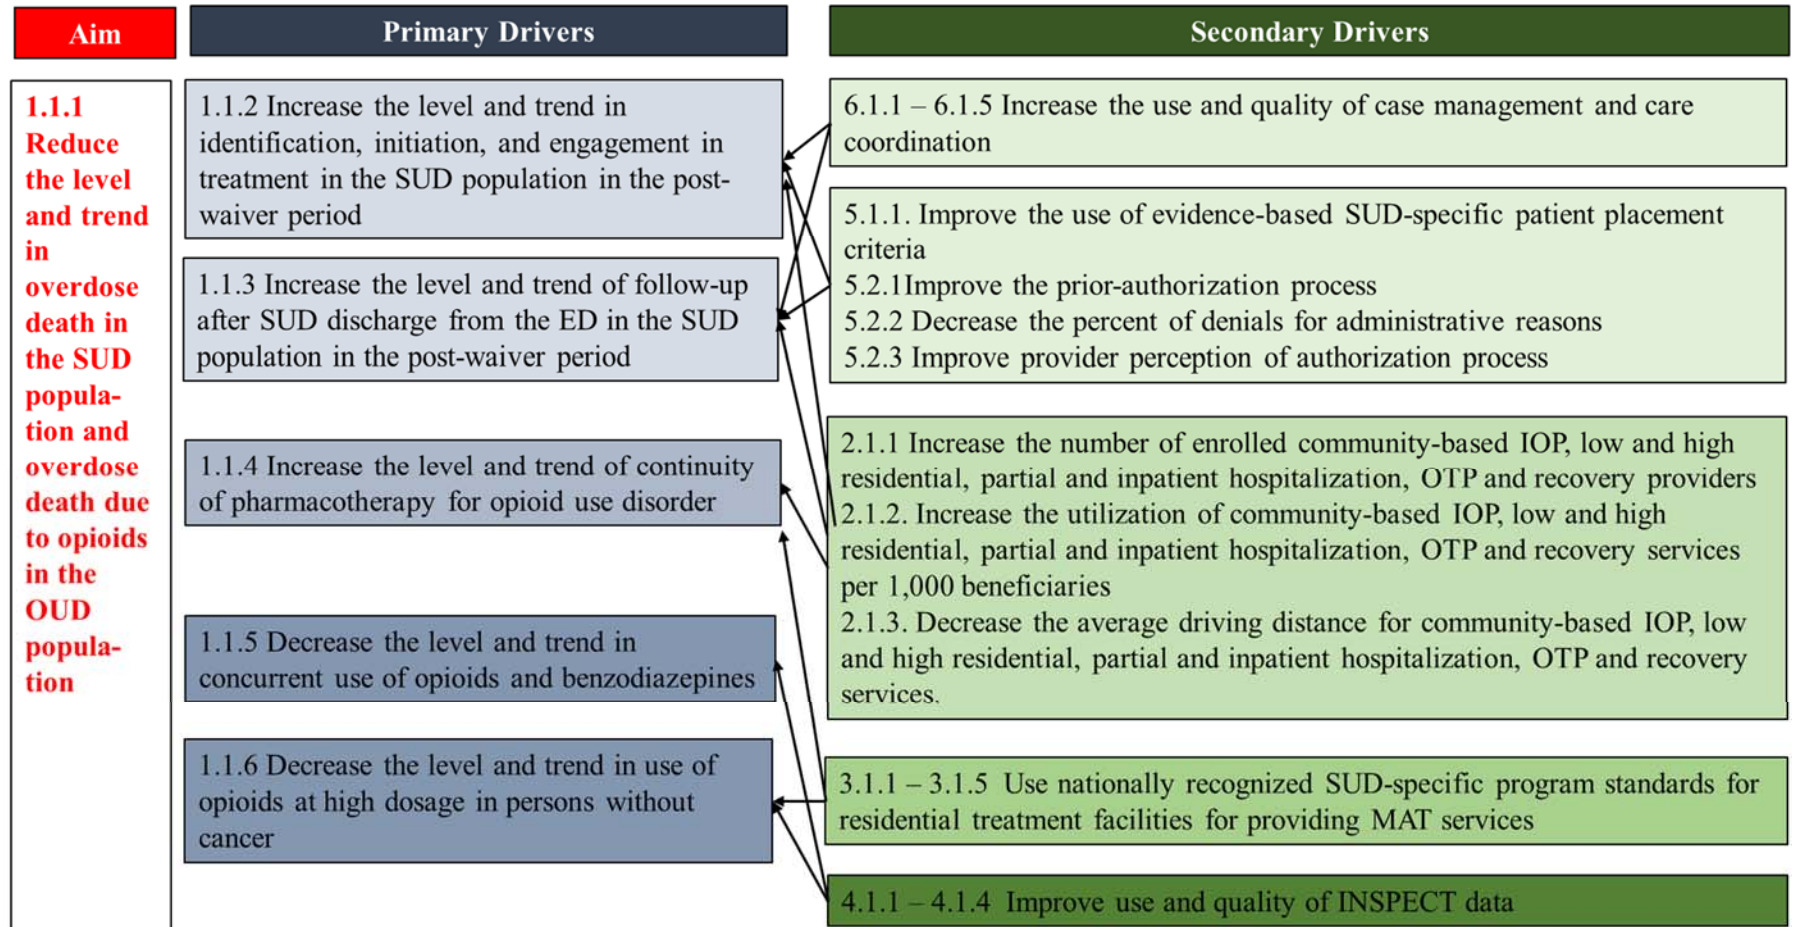 Aim
Primary Drivers
Secondary Drivers
1.1.1
Reduce
the level
and trend
in
overdose
death in
the SUD
popula-
tion and
overdose
death due
to opioids
in the
OUD
popula-
tion
1.1.2 Increase the level and trend in
identification, initiation, and engagement in
treatment in the SUD population in the post-
waiver period
1.1.3 Increase the level and trend of follow-up
after SUD discharge from the ED in the SUD
population in the post-waiver period
1.1.4 Increase the level and trend of continuity
of pharmacotherapy for opioid use disorder
1.1.5 Decrease the level and trend in
concurrent use of opioids and benzodiazepines
1.1.6 Decrease the level and trend in use of
opioids at high dosage in persons without
cancer
6.1.1 – 6.1.5 Increase the use and quality of case management and care
coordination
5.1.1. Improve the use of evidence-based SUD-specific patient placement
criteria
5.2.1Improve the prior-authorization process
5.2.2 Decrease the percent of denials for administrative reasons
5.2.3 Improve provider perception of authorization process
2.1.1 Increase the number of enrolled community-based IOP, low and high
residential, partial and inpatient hospitalization, OTP and recovery providers
2.1.2. Increase the utilization of community-based IOP, low and high
residential, partial and inpatient hospitalization, OTP and recovery services
per 1,000 beneficiaries
2.1.3. Decrease the average driving distance for community-based IOP, low
and high residential, partial and inpatient hospitalization, OTP and recovery
services.
3.1.1 – 3.1.5 Use nationally recognized SUD-specific program standards for
residential treatment facilities for providing MAT services
4.1.1 – 4.1.4 Improve use and quality of INSPECT data